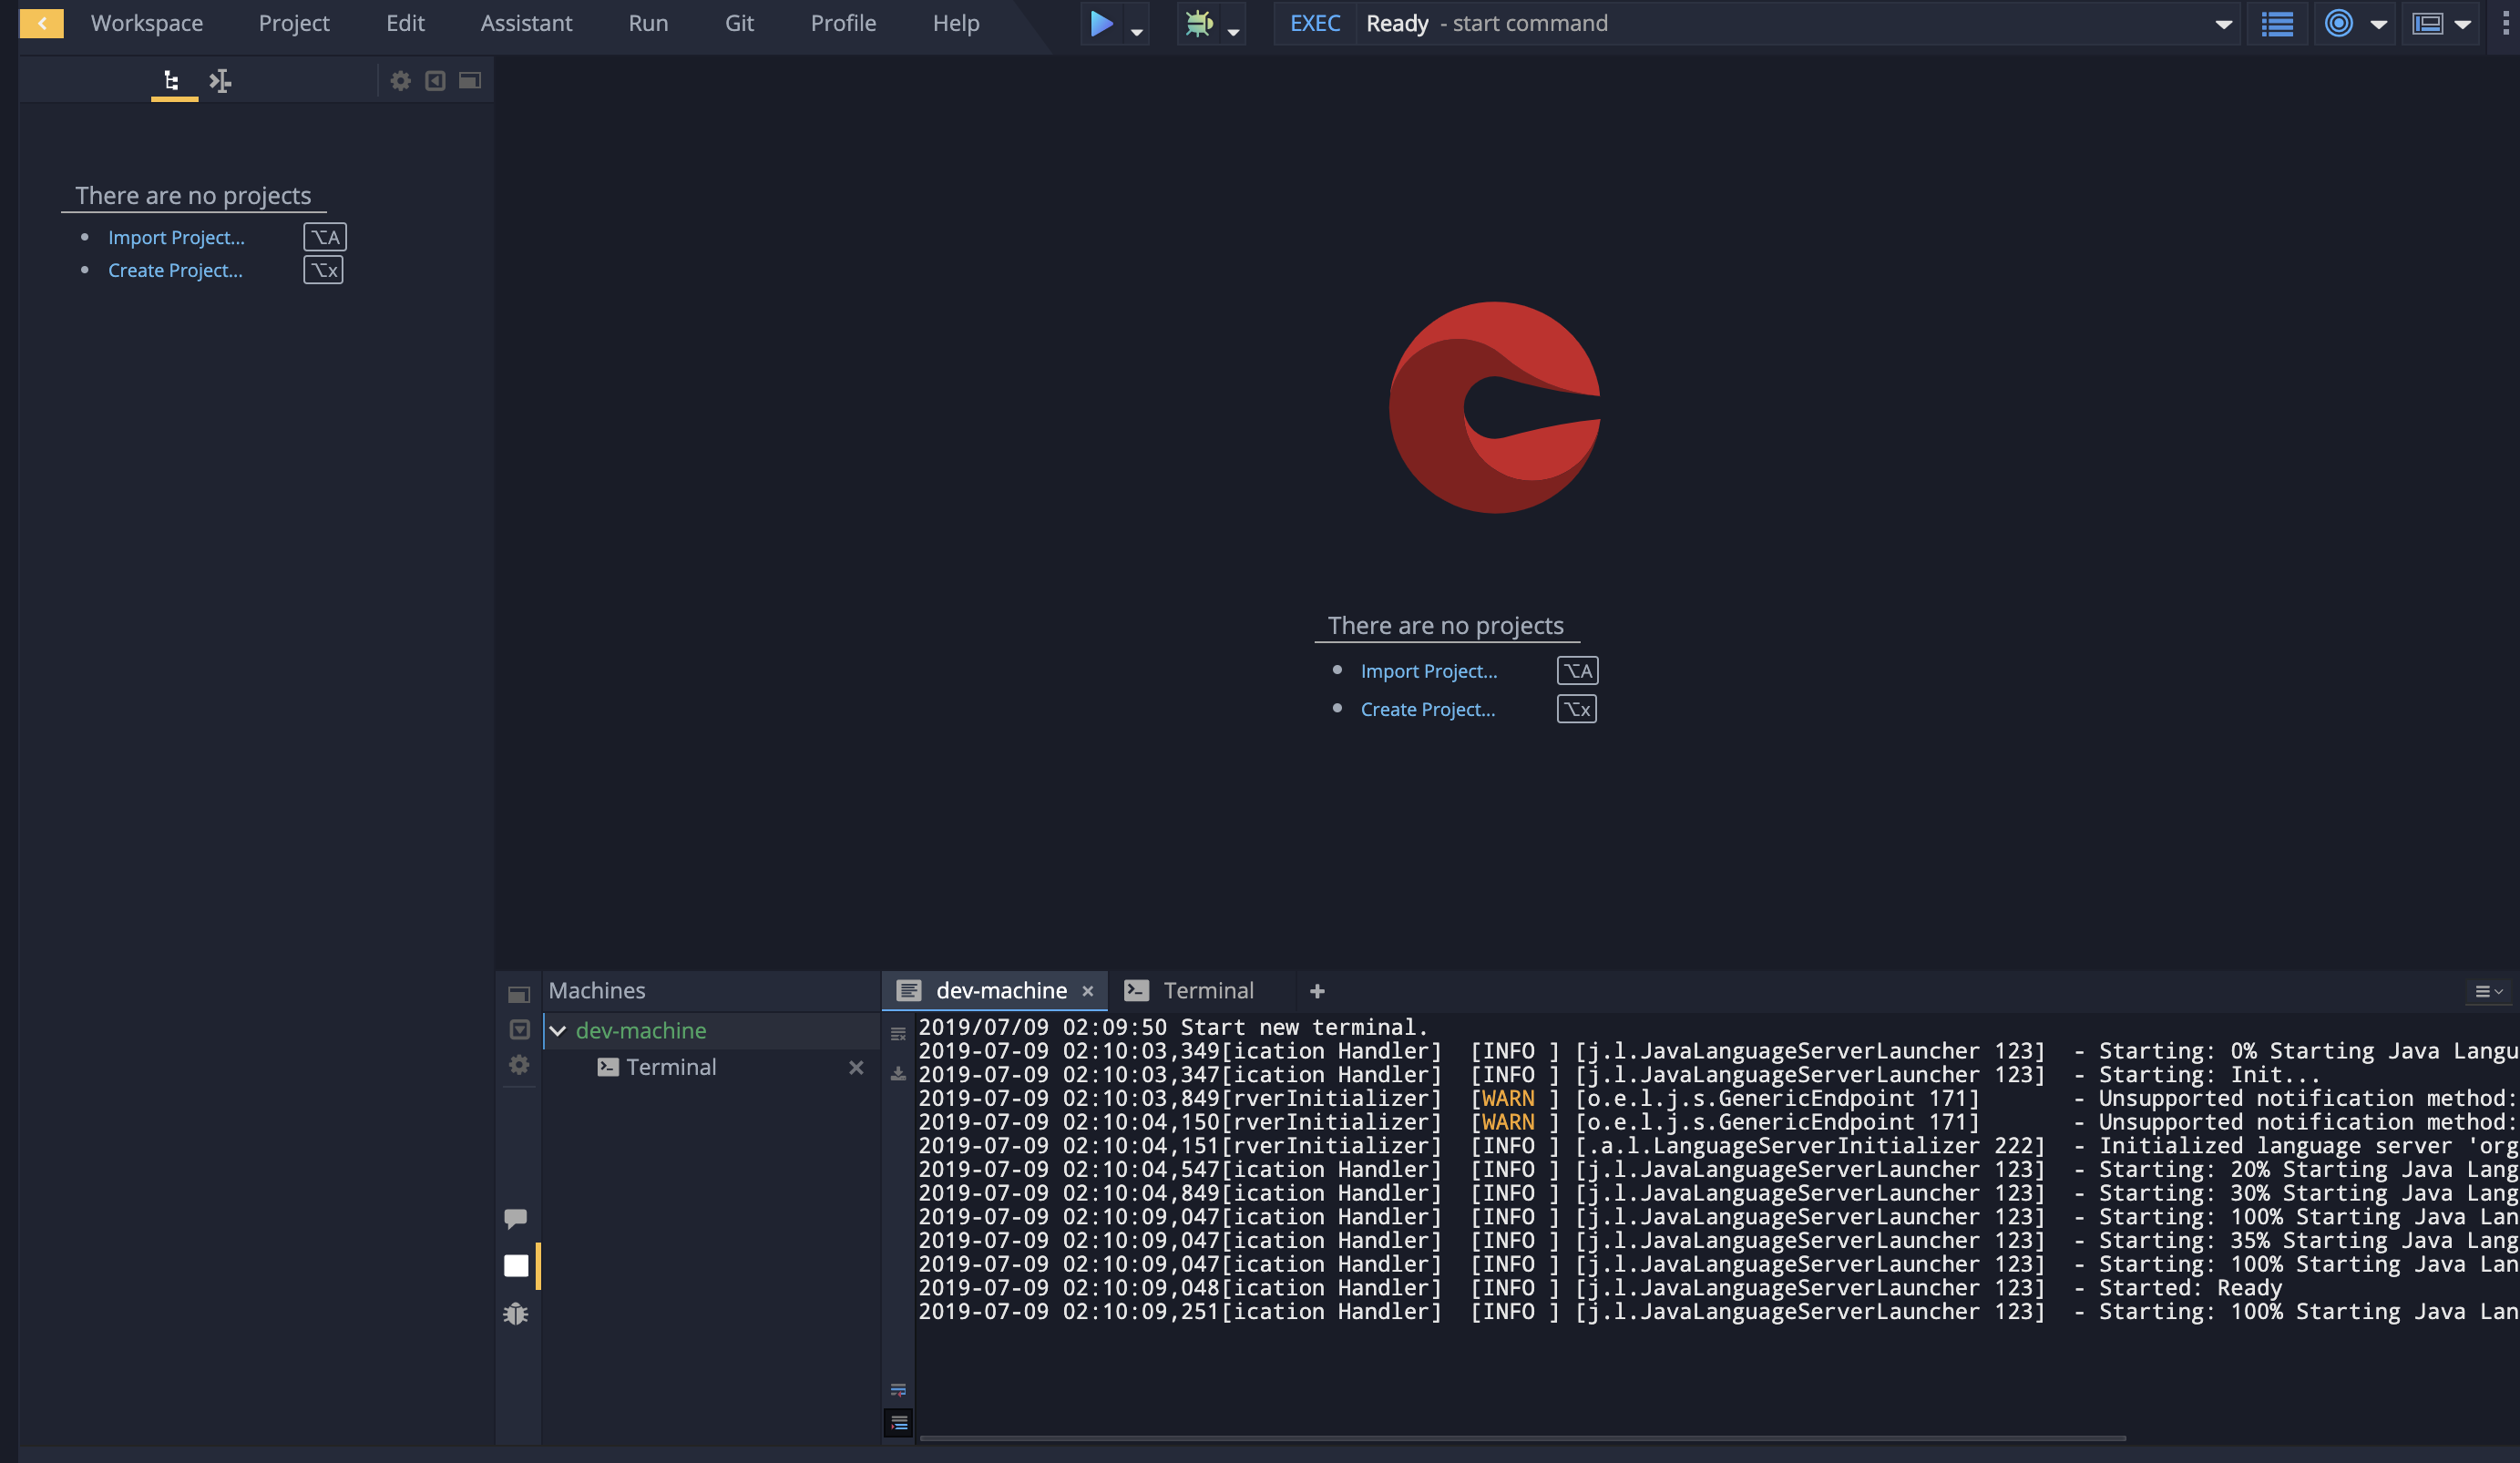 Workspace Project Edit Assistant Run Git Profile Help EXEC Ready - start command
There are no projects
Import Project... ⌥A
Create Project... ⌥x
There are no projects
Import Project... ⌥A
Create Project... ⌥x
Machines
dev-machine
Terminal
dev-machine × Terminal +
2019/07/09 02:09:50 Start new terminal.
2019-07-09 02:10:03,349[ication Handler]  [INFO ] [j.l.JavaLanguageServerLauncher 123]  - Starting: 0% Starting Java Langu
2019-07-09 02:10:03,347[ication Handler]  [INFO ] [j.l.JavaLanguageServerLauncher 123]  - Starting: Init...
2019-07-09 02:10:03,849[rverInitializer]  [WARN ] [o.e.l.j.s.GenericEndpoint 171]       - Unsupported notification method:
2019-07-09 02:10:04,150[rverInitializer]  [WARN ] [o.e.l.j.s.GenericEndpoint 171]       - Unsupported notification method:
2019-07-09 02:10:04,151[rverInitializer]  [INFO ] [.a.l.LanguageServerInitializer 222]  - Initialized language server 'org
2019-07-09 02:10:04,547[ication Handler]  [INFO ] [j.l.JavaLanguageServerLauncher 123]  - Starting: 20% Starting Java Lang
2019-07-09 02:10:04,849[ication Handler]  [INFO ] [j.l.JavaLanguageServerLauncher 123]  - Starting: 30% Starting Java Lang
2019-07-09 02:10:09,047[ication Handler]  [INFO ] [j.l.JavaLanguageServerLauncher 123]  - Starting: 100% Starting Java Lan
2019-07-09 02:10:09,047[ication Handler]  [INFO ] [j.l.JavaLanguageServerLauncher 123]  - Starting: 35% Starting Java Lang
2019-07-09 02:10:09,047[ication Handler]  [INFO ] [j.l.JavaLanguageServerLauncher 123]  - Starting: 100% Starting Java Lan
2019-07-09 02:10:09,048[ication Handler]  [INFO ] [j.l.JavaLanguageServerLauncher 123]  - Started: Ready
2019-07-09 02:10:09,251[ication Handler]  [INFO ] [j.l.JavaLanguageServerLauncher 123]  - Starting: 100% Starting Java Lan